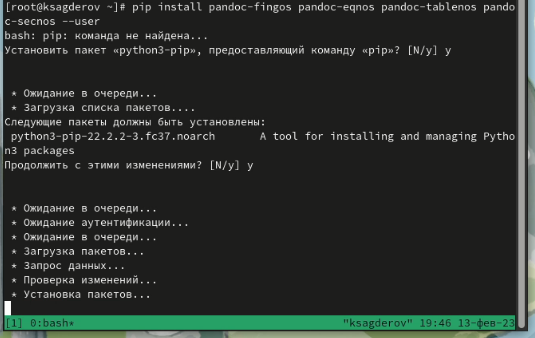 [root@ksagderov ~]# pip install pandoc-fingos pandoc-eqnos pandoc-tablenos pando
c-secnos --user
bash: pip: команда не найдена...
Установить пакет «python3-pip», предоставляющий команду «pip»? [N/y] y
* Ожидание в очереди...
* Загрузка списка пакетов....
Следующие пакеты должны быть установлены:
python3-pip-22.2.2-3.fc37.noarch A tool for installing and managing Pytho
n3 packages
Продолжить с этими изменениями? [N/y] y
* Ожидание в очереди...
* Ожидание аутентификации...
* Ожидание в очереди...
* Загрузка пакетов...
* Запрос данных...
* Проверка изменений...
* Установка пакетов...
[1] 0:bash* "ksagderov" 19:46 13-фев-23